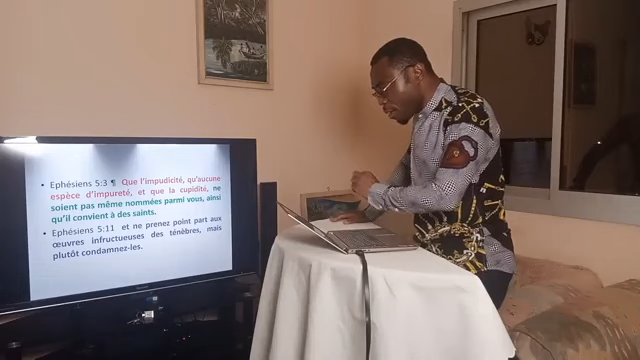 • Ephésiens 5:3 ¶ Que l'impudicité, qu'aucune
espèce d'impureté, et que la cupidité, ne
soient pas même nommées parmi vous, ainsi
qu'il convient à des saints.
• Ephésiens 5:11 et ne prenez point part aux
œuvres infructueuses des ténèbres, mais
plutôt condamnez-les.